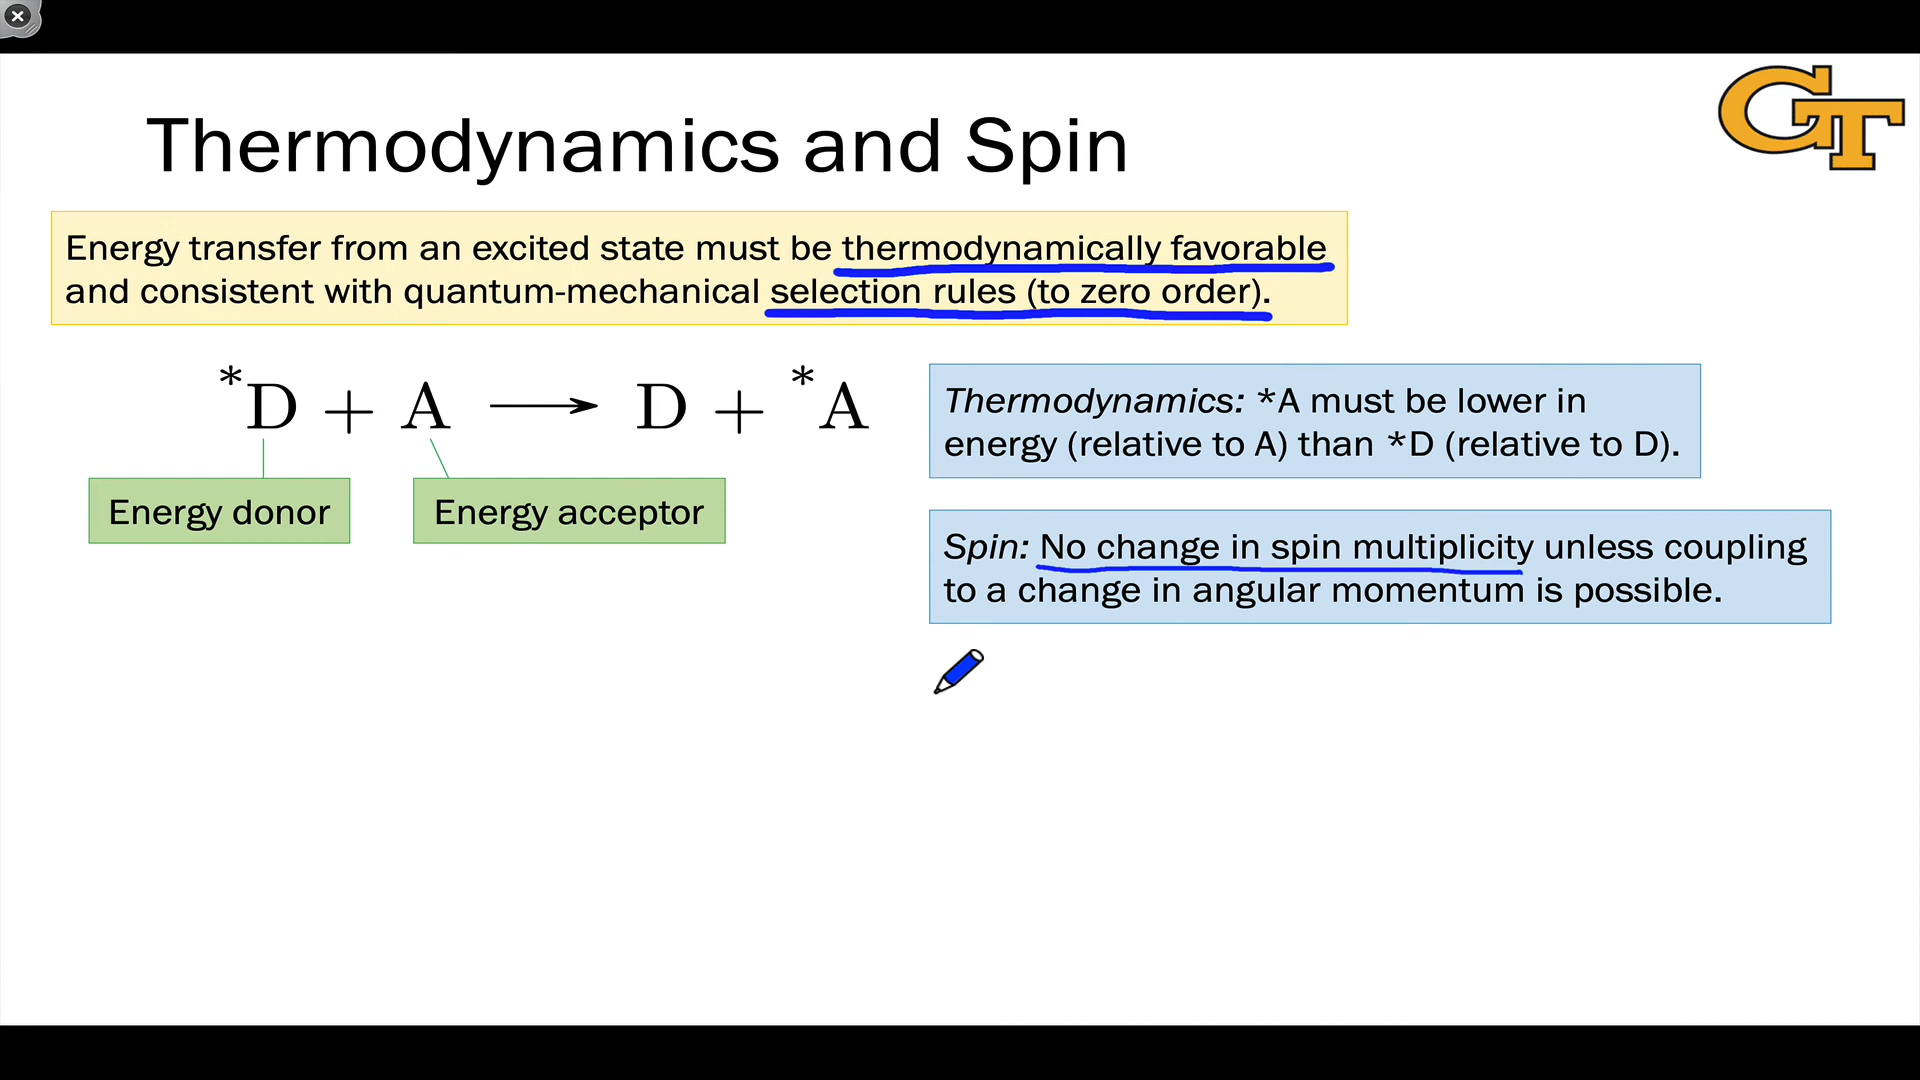 GT
Thermodynamics and Spin
Energy transfer from an excited state must be thermodynamically favorable
and consistent with quantum-mechanical selection rules (to zero order).
*D + A ⟶ D + *A
Energy donor
Energy acceptor
Thermodynamics: *A must be lower in
energy (relative to A) than *D (relative to D).
Spin: No change in spin multiplicity unless coupling
to a change in angular momentum is possible.